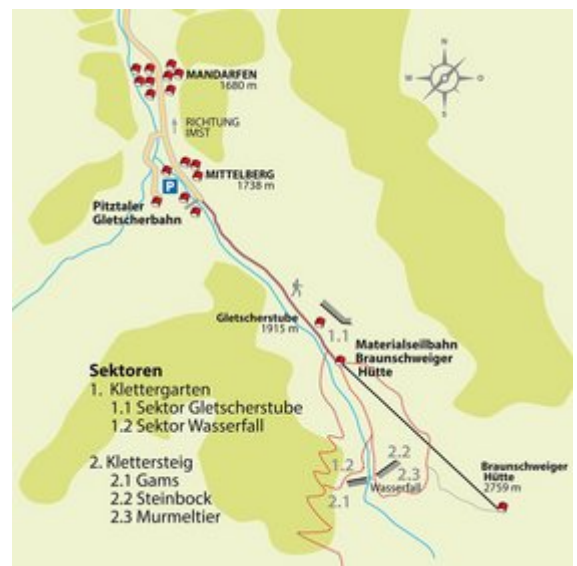 MANDARFEN
1680 m
N
W
O
S
RICHTUNG
IMST
MITTELBERG
1738 m
P
Pitztaler
Gletscherbahn
Gletscherstube
1915 m
1.1
Materialseilbahn
Braunschweiger
Hütte
Sektoren
1. Klettergarten
1.1 Sektor Gletscherstube
1.2 Sektor Wasserfall
2. Klettersteig
2.1 Gams
2.2 Steinbock
2.3 Murmeltier
1.2
2.2
2.3
2.1
Wasserfall
Braunschweiger
Hütte
2759 m